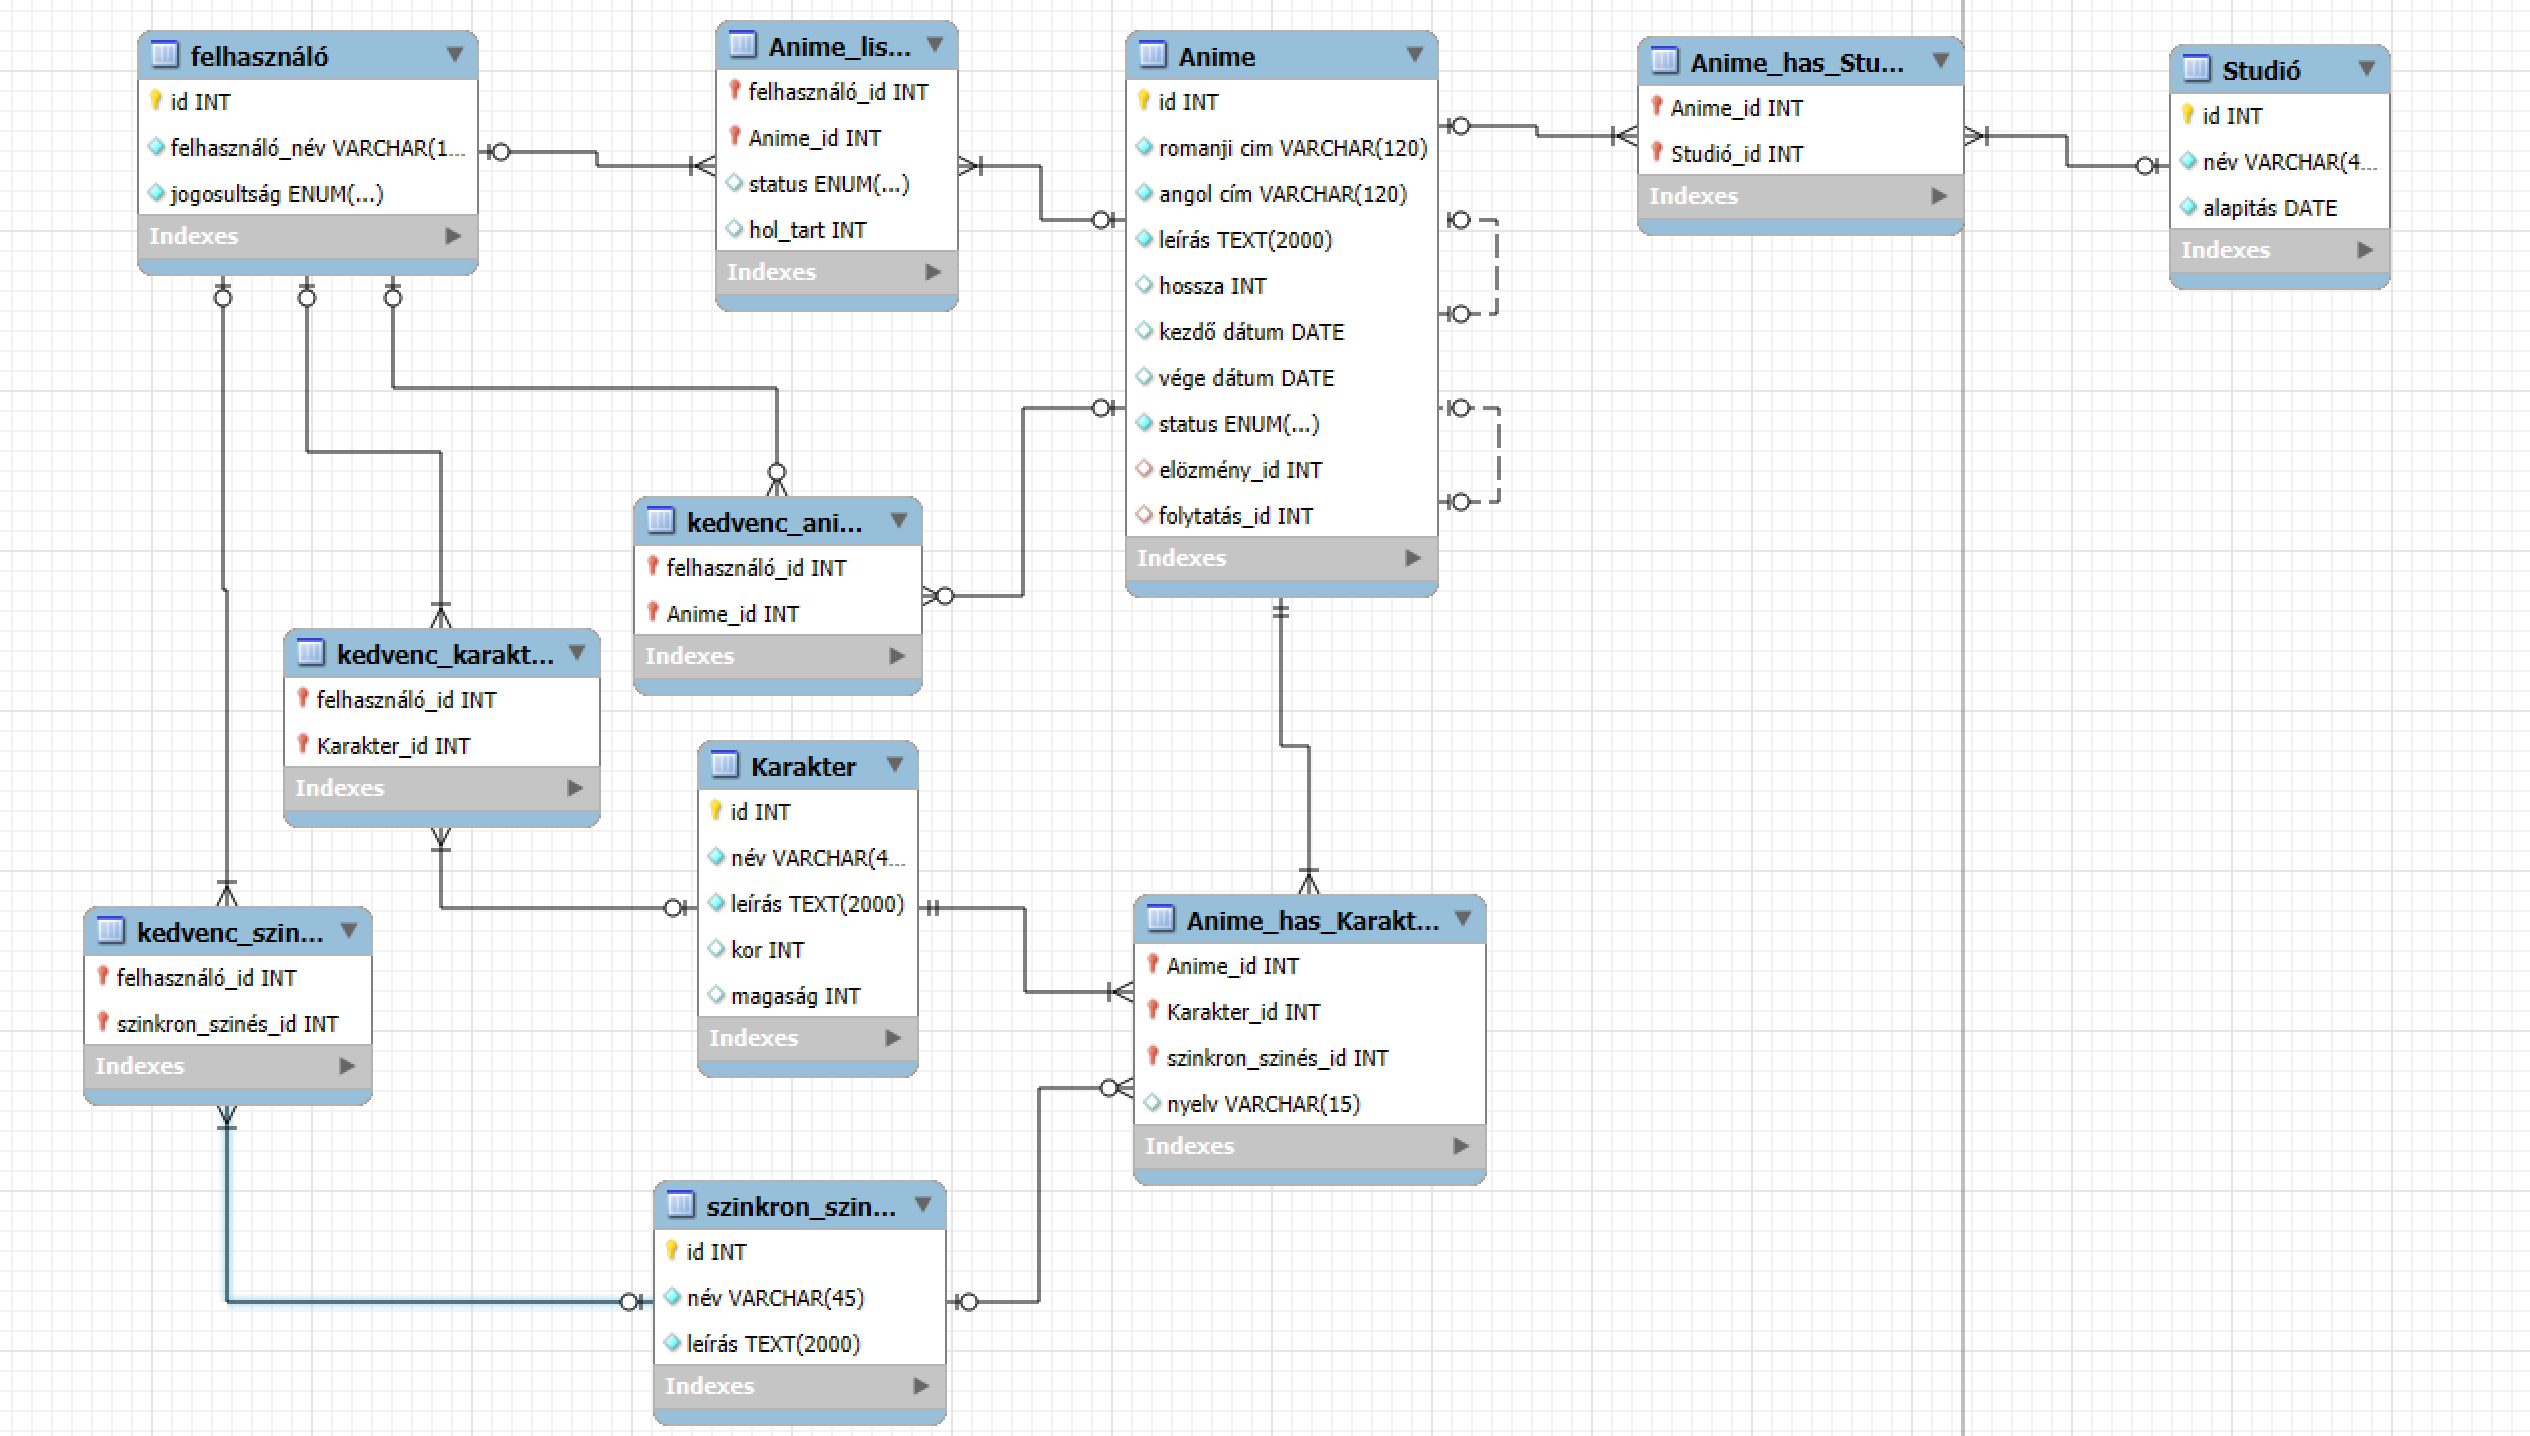 felhasználó
id INT
felhasználó_név VARCHAR(1...
jogosultság ENUM(...)
Indexes
Anime_lis...
felhasználó_id INT
Anime_id INT
status ENUM(...)
hol_tart INT
Indexes
Anime
id INT
romanji cim VARCHAR(120)
angol cím VARCHAR(120)
leírás TEXT(2000)
hossza INT
kezdő dátum DATE
vége dátum DATE
status ENUM(...)
elözmény_id INT
folytatás_id INT
Indexes
Anime_has_Stu...
Anime_id INT
Studió_id INT
Indexes
Studió
id INT
név VARCHAR(4...
alapitás DATE
Indexes
kedvenc_ani...
felhasználó_id INT
Anime_id INT
Indexes
kedvenc_karakt...
felhasználó_id INT
Karakter_id INT
Indexes
Karakter
id INT
név VARCHAR(4...
leírás TEXT(2000)
kor INT
magaság INT
Indexes
kedvenc_szin...
felhasználó_id INT
szinkron_szinés_id INT
Indexes
Anime_has_Karakt...
Anime_id INT
Karakter_id INT
szinkron_szinés_id INT
nyelv VARCHAR(15)
Indexes
szinkron_szin...
id INT
név VARCHAR(45)
leírás TEXT(2000)
Indexes